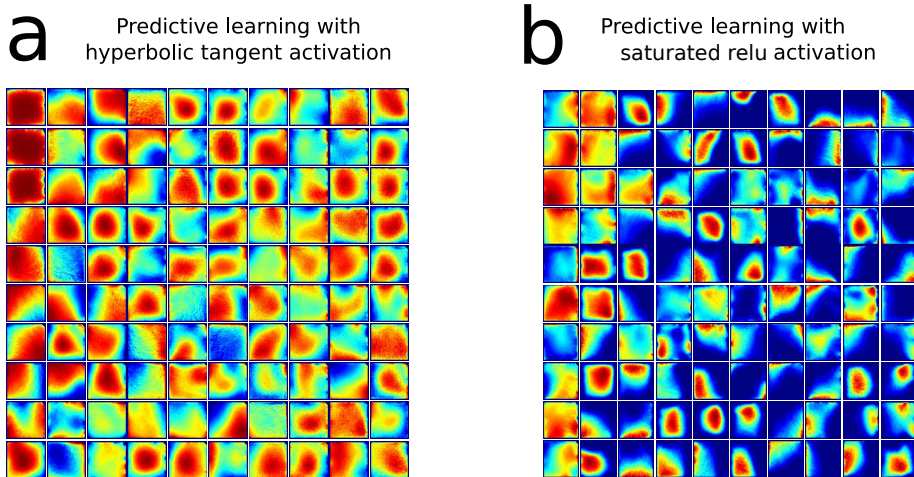 a
Predictive learning with
hyperbolic tangent activation
b
Predictive learning with
saturated relu activation